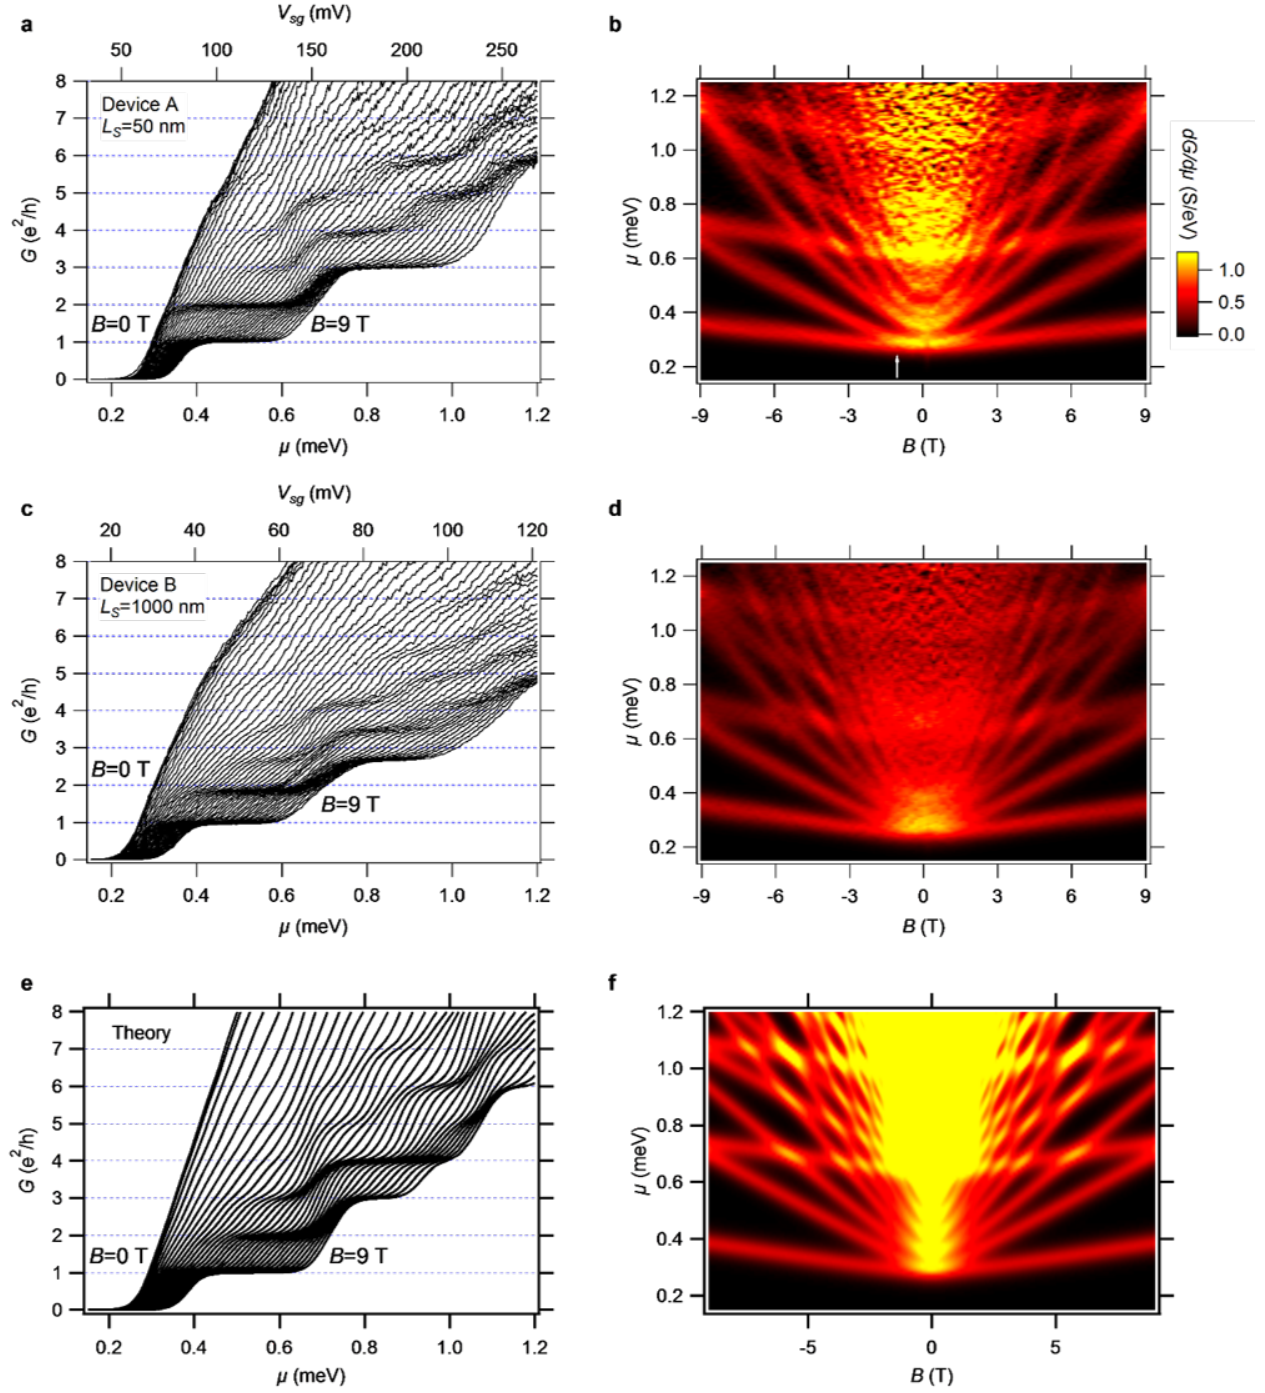 a
V_sg (mV)
50 100 150 200 250
8
7
6
5
4
3
2
1
0
G (e²/h)
Device A
L_S=50 nm
B=0 T
B=9 T
0.2 0.4 0.6 0.8 1.0 1.2
μ (meV)
b
1.2
1.0
0.8
0.6
0.4
0.2
μ (meV)
-9 -6 -3 0 3 6 9
B (T)
dG/dμ (S/eV)
1.0
0.5
0.0
c
V_sg (mV)
20 40 60 80 100 120
8
7
6
5
4
3
2
1
0
G (e²/h)
Device B
L_S=1000 nm
B=0 T
B=9 T
0.2 0.4 0.6 0.8 1.0 1.2
μ (meV)
d
1.2
1.0
0.8
0.6
0.4
0.2
μ (meV)
-9 -6 -3 0 3 6 9
B (T)
e
8
7
6
5
4
3
2
1
0
G (e²/h)
Theory
B=0 T
B=9 T
0.2 0.4 0.6 0.8 1.0 1.2
μ (meV)
f
1.2
1.0
0.8
0.6
0.4
0.2
μ (meV)
-5 0 5
B (T)